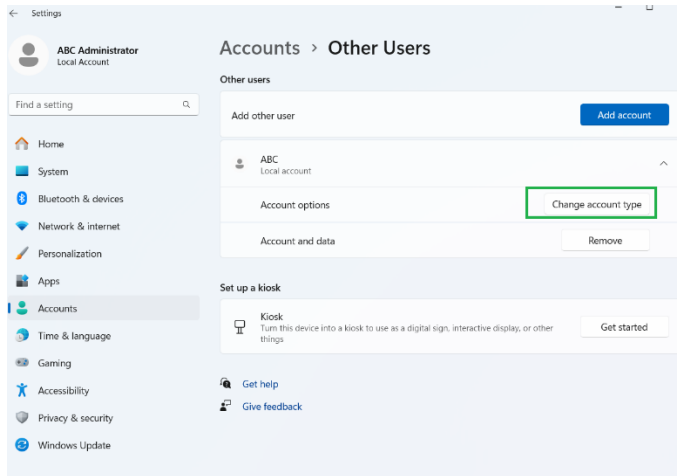 Settings
ABC Administrator
Local Account
Find a setting
Home
System
Bluetooth & devices
Network & internet
Personalization
Apps
Accounts
Time & language
Gaming
Accessibility
Privacy & security
Windows Update
Accounts > Other Users
Other users
Add other user
Add account
ABC
Local account
Account options
Change account type
Account and data
Remove
Set up a kiosk
Kiosk
Turn this device into a kiosk to use as a digital sign, interactive display, or other
things
Get started
Get help
Give feedback